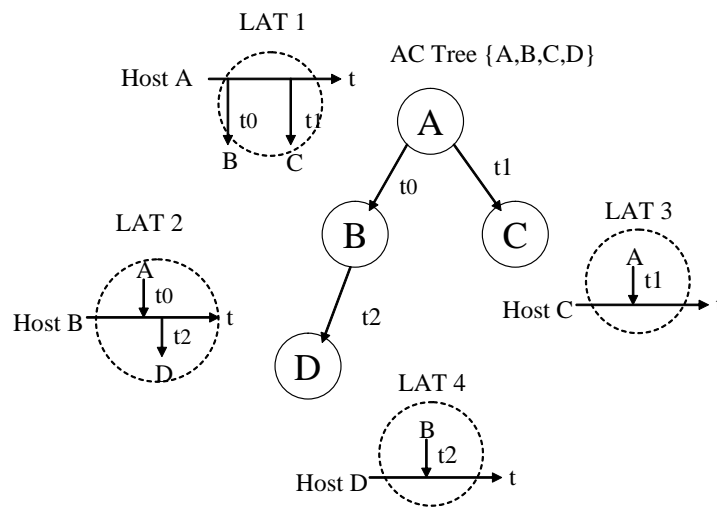 LAT 1
AC Tree {A,B,C,D}
Host A
t
t0
t1
B
C
A
t0
t1
LAT 2
B
C
LAT 3
A
t0
t
Host B
t2
D
t2
A
t1
Host C
D
LAT 4
B
t2
Host D
t